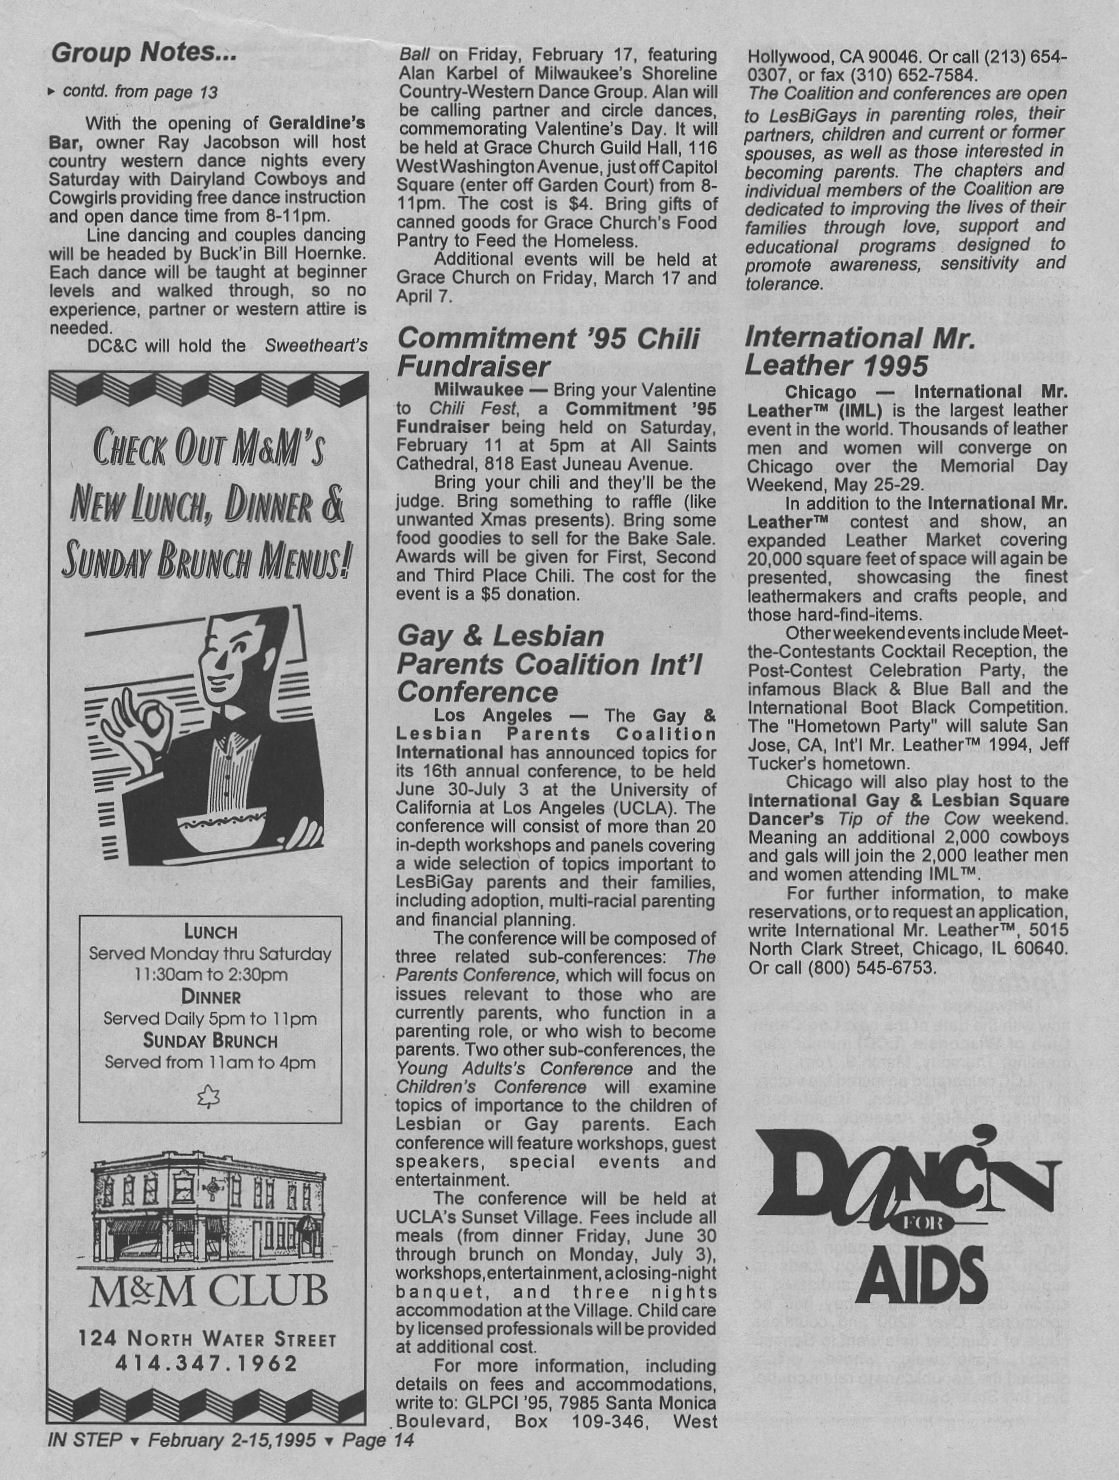 Group Notes...
▸ contd. from page 13
With the opening of Geraldine's
Bar, owner Ray Jacobson will host
country western dance nights every
Saturday with Dairyland Cowboys and
Cowgirls providing free dance instruction
and open dance time from 8-11pm.
Line dancing and couples dancing
will be headed by Buck'in Bill Hoernke.
Each dance will be taught at beginner
levels and walked through, so no
experience, partner or western attire is
needed.
DC&C will hold the Sweetheart's
CHECK OUT M&M'S
NEW LUNCH, DINNER &
SUNDAY BRUNCH MENUS!
LUNCH
Served Monday thru Saturday
11:30am to 2:30pm
DINNER
Served Daily 5pm to 11pm
SUNDAY BRUNCH
Served from 11am to 4pm
M&M CLUB
124 NORTH WATER STREET
414.347.1962
Ball on Friday, February 17, featuring
Alan Karbel of Milwaukee's Shoreline
Country-Western Dance Group. Alan will
be calling partner and circle dances,
commemorating Valentine's Day. It will
be held at Grace Church Guild Hall, 116
West Washington Avenue, just off Capitol
Square (enter off Garden Court) from 8-
11pm. The cost is $4. Bring gifts of
canned goods for Grace Church's Food
Pantry to Feed the Homeless.
Additional events will be held at
Grace Church on Friday, March 17 and
April 7.
Commitment '95 Chili
Fundraiser
Milwaukee — Bring your Valentine
to Chili Fest, a Commitment '95
Fundraiser being held on Saturday,
February 11 at 5pm at All Saints
Cathedral, 818 East Juneau Avenue.
Bring your chili and they'll be the
judge. Bring something to raffle (like
unwanted Xmas presents). Bring some
food goodies to sell for the Bake Sale.
Awards will be given for First, Second
and Third Place Chili. The cost for the
event is a $5 donation.
Gay & Lesbian
Parents Coalition Int'l
Conference
Los Angeles — The Gay &
Lesbian Parents Coalition
International has announced topics for
its 16th annual conference, to be held
June 30-July 3 at the University of
California at Los Angeles (UCLA). The
conference will consist of more than 20
in-depth workshops and panels covering
a wide selection of topics important to
LesBiGay parents and their families,
including adoption, multi-racial parenting
and financial planning.
The conference will be composed of
three related sub-conferences: The
Parents Conference, which will focus on
issues relevant to those who are
currently parents, who function in a
parenting role, or who wish to become
parents. Two other sub-conferences, the
Young Adults's Conference and the
Children's Conference will examine
topics of importance to the children of
Lesbian or Gay parents. Each
conference will feature workshops, guest
speakers, special events and
entertainment.
The conference will be held at
UCLA's Sunset Village. Fees include all
meals (from dinner Friday, June 30
through brunch on Monday, July 3),
workshops, entertainment, a closing-night
banquet, and three nights
accommodation at the Village. Child care
by licensed professionals will be provided
at additional cost.
For more information, including
details on fees and accommodations,
write to: GLPCI '95, 7985 Santa Monica
Boulevard, Box 109-346, West
Hollywood, CA 90046. Or call (213) 654-
0307, or fax (310) 652-7584.
The Coalition and conferences are open
to LesBiGays in parenting roles, their
partners, children and current or former
spouses, as well as those interested in
becoming parents. The chapters and
individual members of the Coalition are
dedicated to improving the lives of their
families through love, support and
educational programs designed to
promote awareness, sensitivity and
tolerance.
International Mr.
Leather 1995
Chicago — International Mr.
Leather™ (IML) is the largest leather
event in the world. Thousands of leather
men and women will converge on
Chicago over the Memorial Day
Weekend, May 25-29.
In addition to the International Mr.
Leather™ contest and show, an
expanded Leather Market covering
20,000 square feet of space will again be
presented, showcasing the finest
leathermakers and crafts people, and
those hard-find-items.
Other weekend events include Meet-
the-Contestants Cocktail Reception, the
Post-Contest Celebration Party, the
infamous Black & Blue Ball and the
International Boot Black Competition.
The "Hometown Party" will salute San
Jose, CA, Int'l Mr. Leather™ 1994, Jeff
Tucker's hometown.
Chicago will also play host to the
International Gay & Lesbian Square
Dancer's Tip of the Cow weekend.
Meaning an additional 2,000 cowboys
and gals will join the 2,000 leather men
and women attending IML™.
For further information, to make
reservations, or to request an application,
write International Mr. Leather™, 5015
North Clark Street, Chicago, IL 60640.
Or call (800) 545-6753.
DANC'N
FOR
AIDS
IN STEP ▾ February 2-15,1995 ▾ Page 14